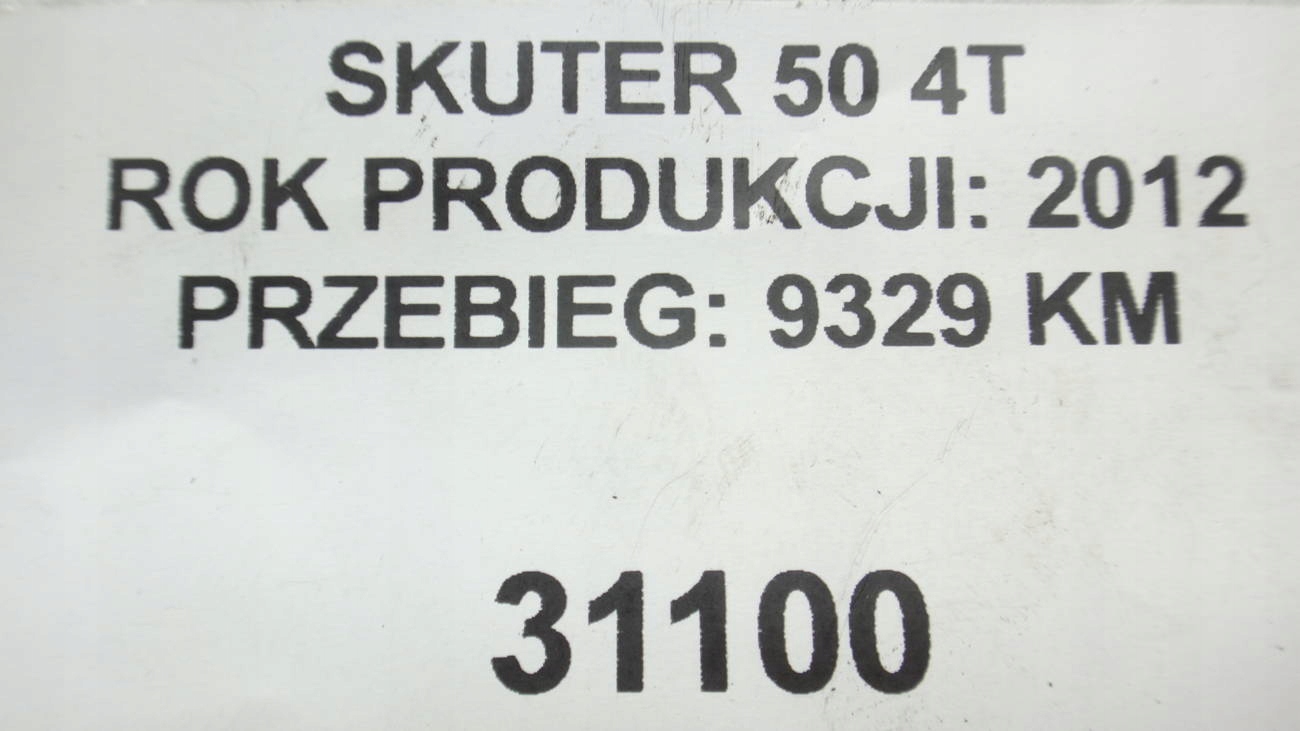 SKUTER 50 4T
ROK PRODUKCJI: 2012
PRZEBIEG: 9329 KM
31100